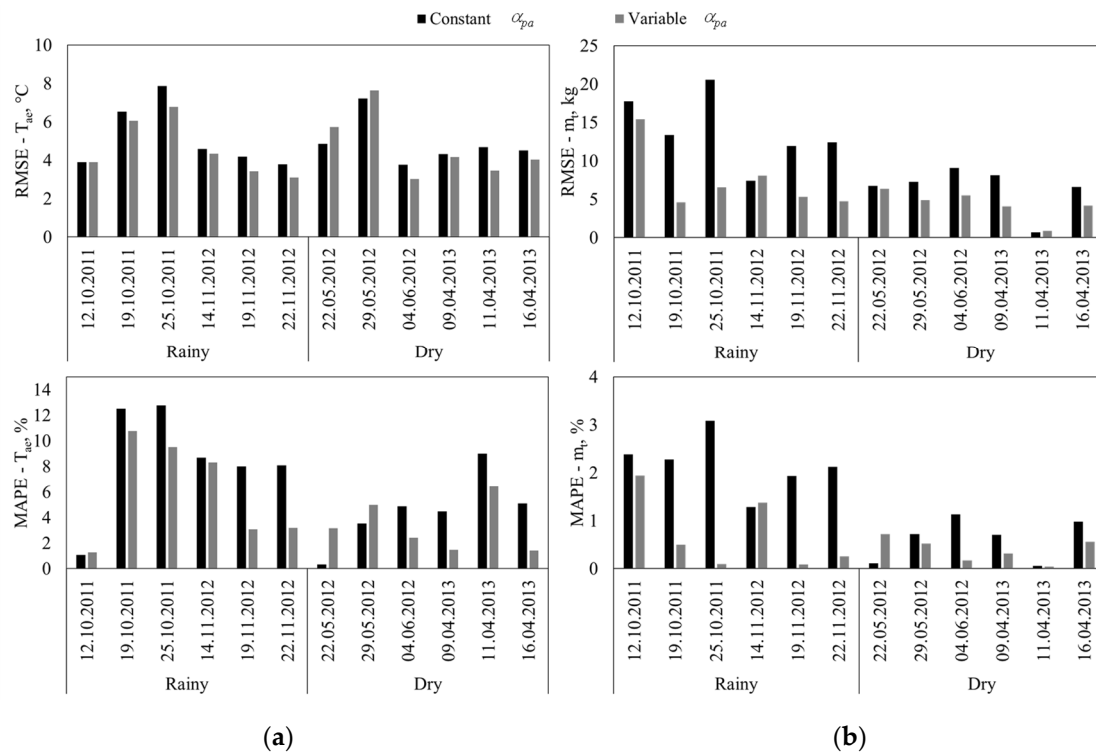 Constant α_pa Variable α_pa
RMSE - T_ae, °C
10
8
6
4
2
0
12.10.2011 19.10.2011 25.10.2011 14.11.2012 19.11.2012 22.11.2012 22.05.2012 29.05.2012 04.06.2012 09.04.2013 11.04.2013 16.04.2013
Rainy Dry
RMSE - m_t, kg
25
20
15
10
5
0
12.10.2011 19.10.2011 25.10.2011 14.11.2012 19.11.2012 22.11.2012 22.05.2012 29.05.2012 04.06.2012 09.04.2013 11.04.2013 16.04.2013
Rainy Dry
MAPE - T_ae, %
14
12
10
8
6
4
2
0
12.10.2011 19.10.2011 25.10.2011 14.11.2012 19.11.2012 22.11.2012 22.05.2012 29.05.2012 04.06.2012 09.04.2013 11.04.2013 16.04.2013
Rainy Dry
MAPE - m_t, %
4
3
2
1
0
12.10.2011 19.10.2011 25.10.2011 14.11.2012 19.11.2012 22.11.2012 22.05.2012 29.05.2012 04.06.2012 09.04.2013 11.04.2013 16.04.2013
Rainy Dry
(a) (b)